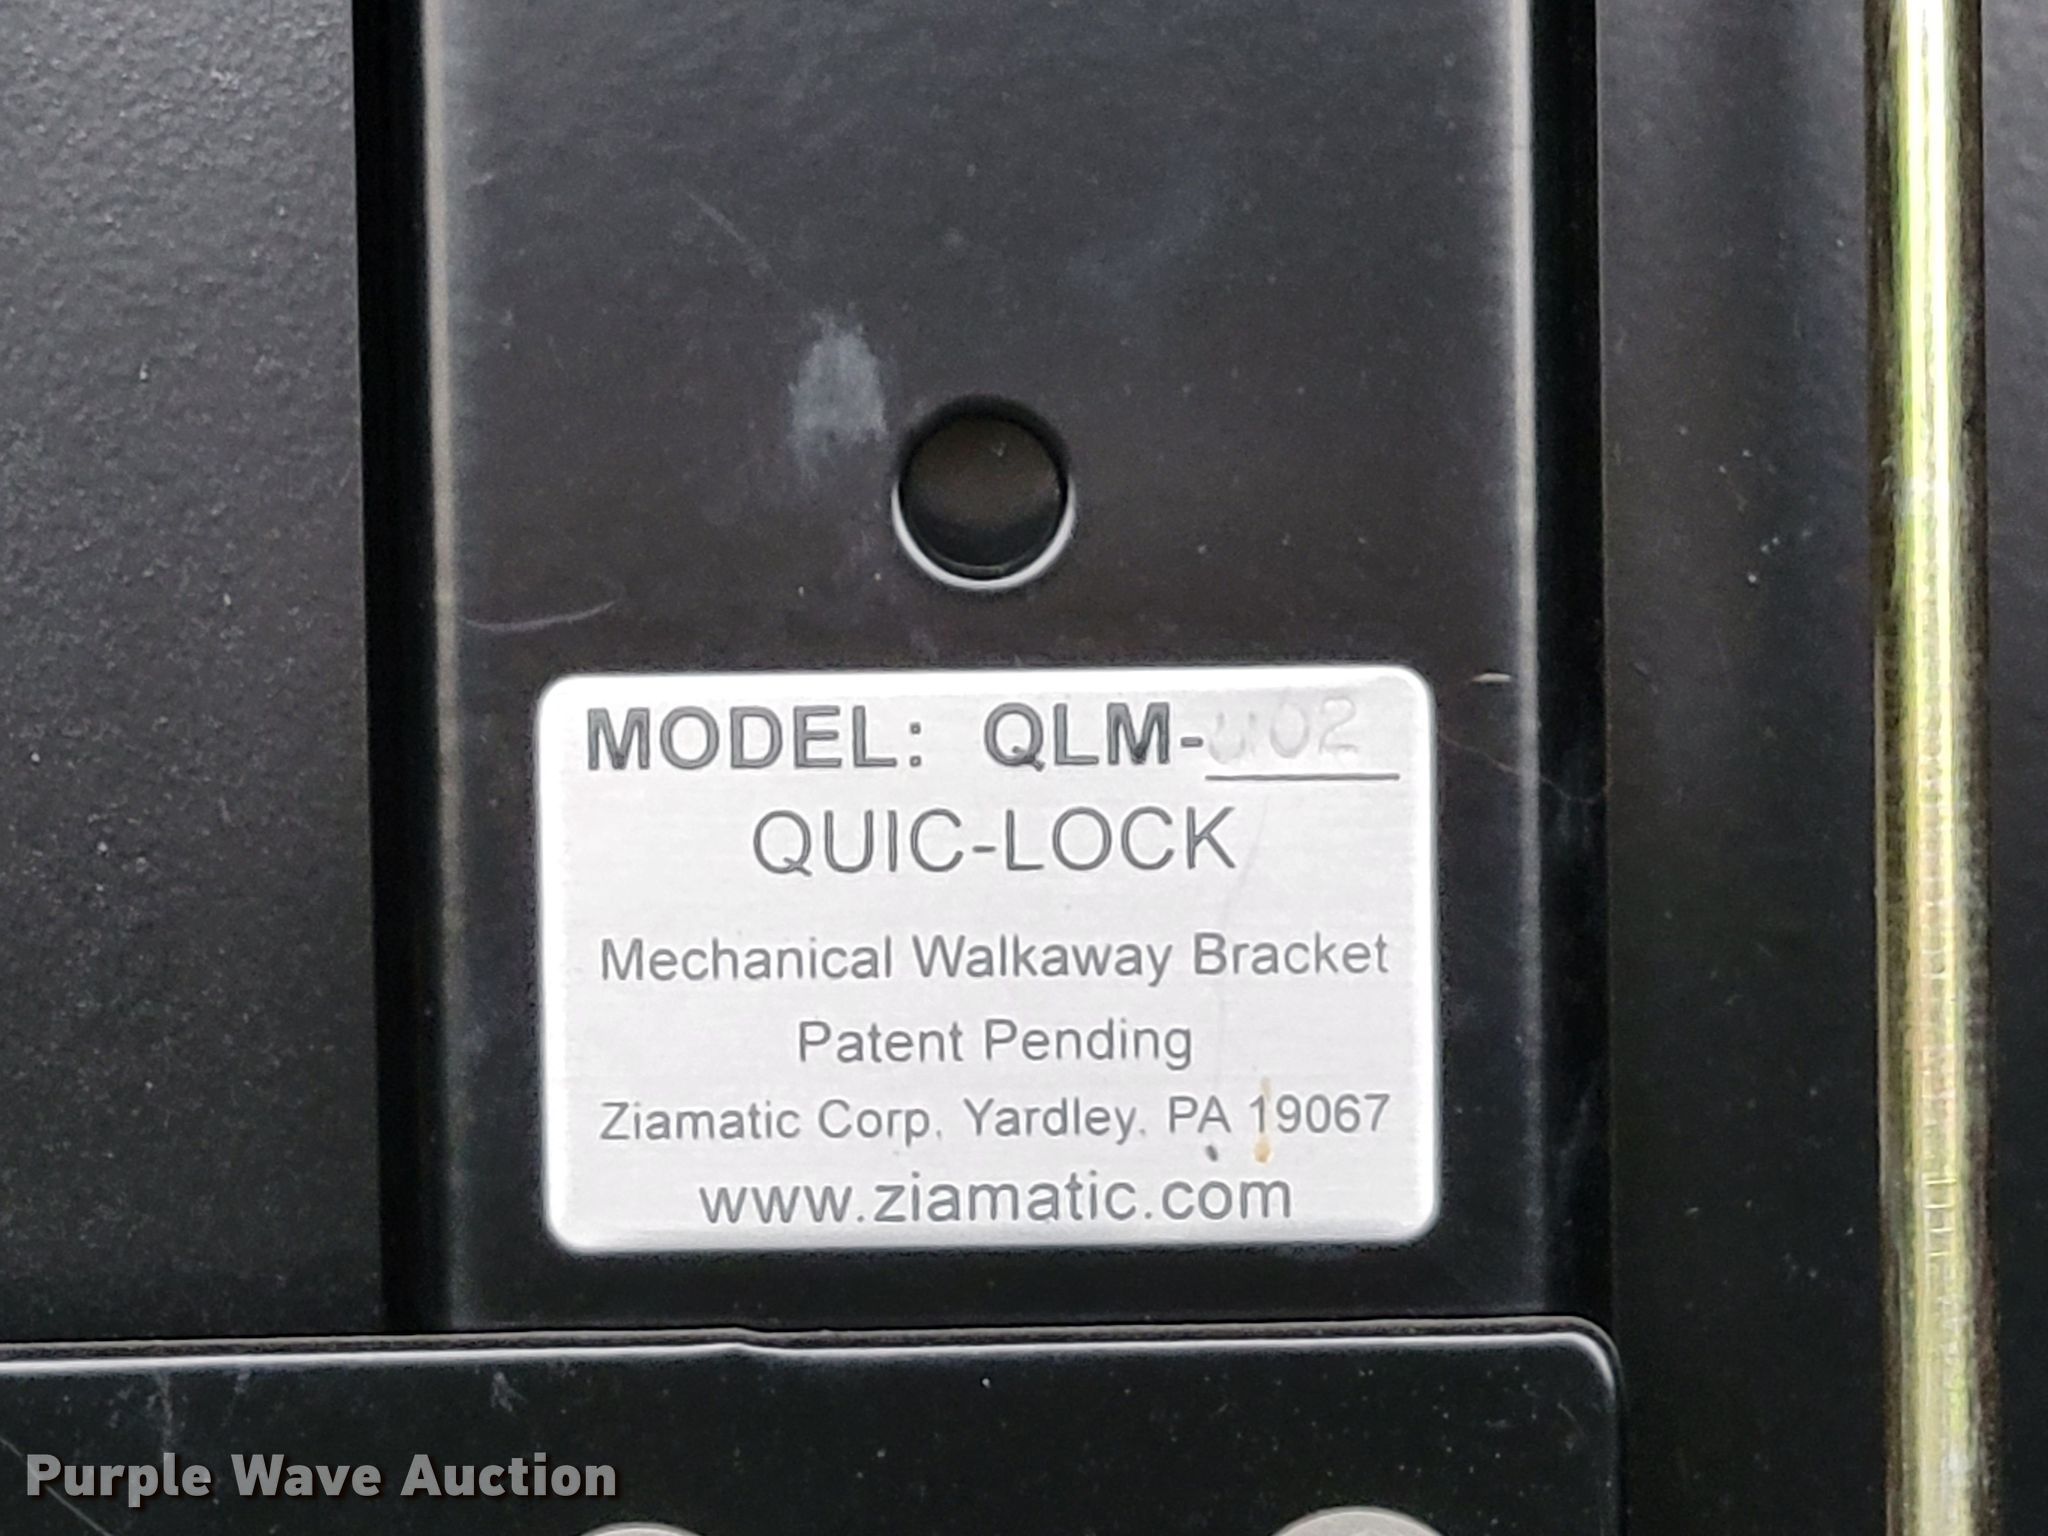 MODEL: QLM-U02
QUIC-LOCK
Mechanical Walkaway Bracket
Patent Pending
Ziamatic Corp. Yardley, PA 19067
www.ziamatic.com
Purple Wave Auction